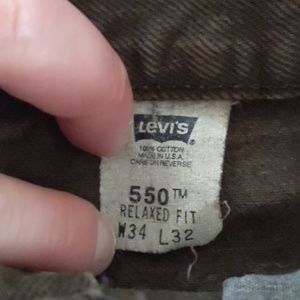 LEVI'S
100% COTTON
MADE IN U.S.A.
CARE ON REVERSE
550™
RELAXED FIT
W34 L32